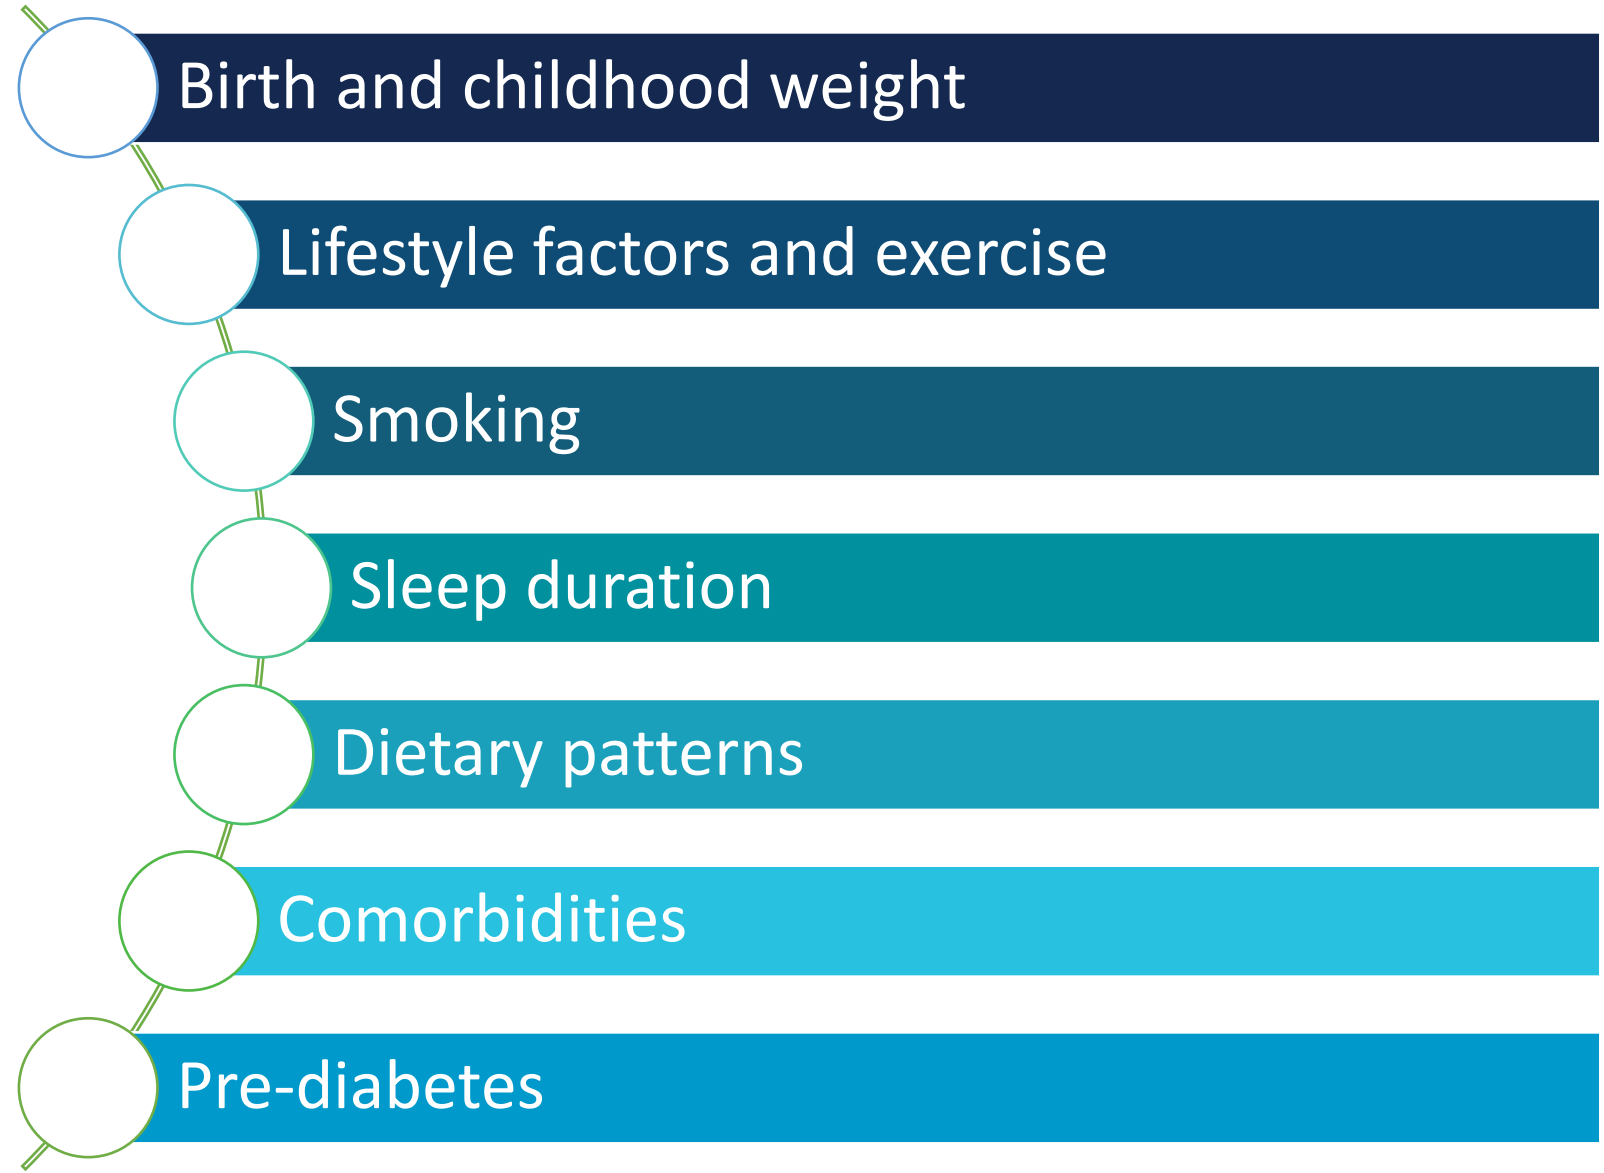 Birth and childhood weight
Lifestyle factors and exercise
Smoking
Sleep duration
Dietary patterns
Comorbidities
Pre-diabetes